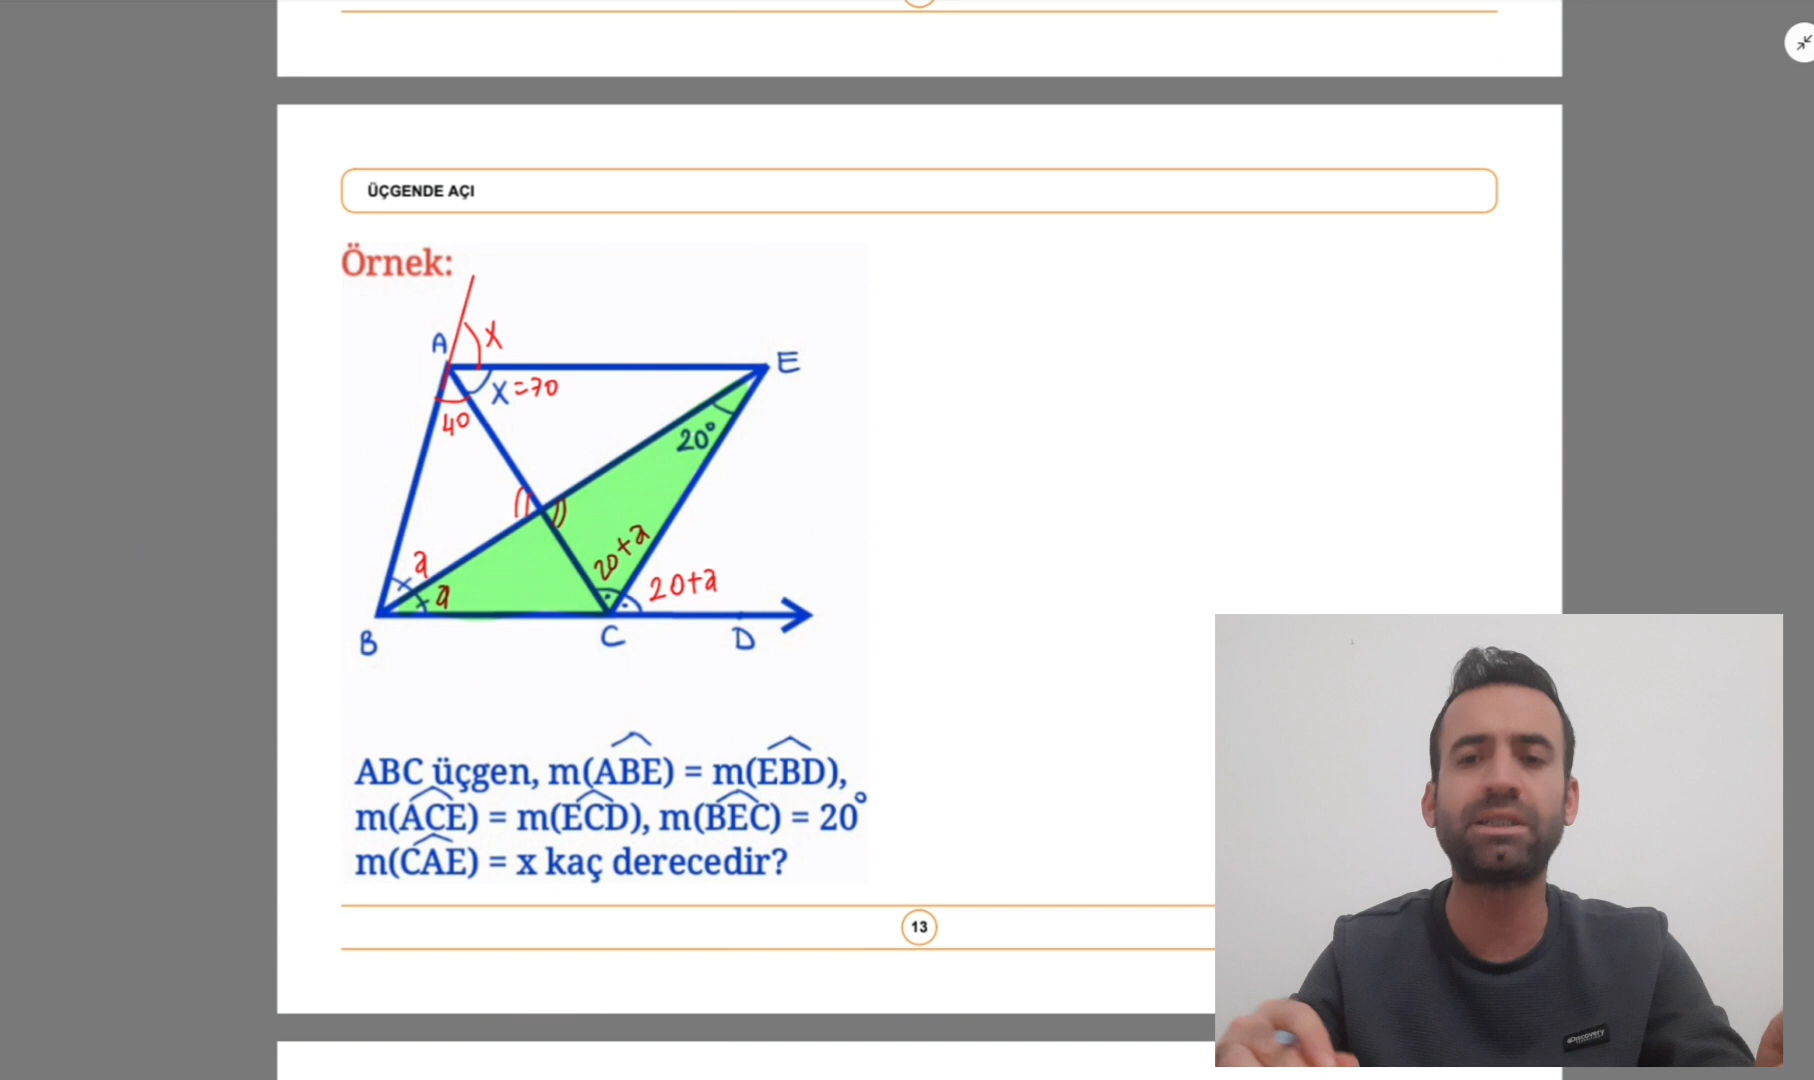 ÜÇGENDE AÇI
Örnek:
A
x
E
x =70
40
20°
a
a
20+a
20+a
B
C
D
ABC üçgen, m(ABE) = m(EBD),
m(ACE) = m(ECD), m(BEC) = 20°
m(CAE) = x kaç derecedir?
13
Discovery